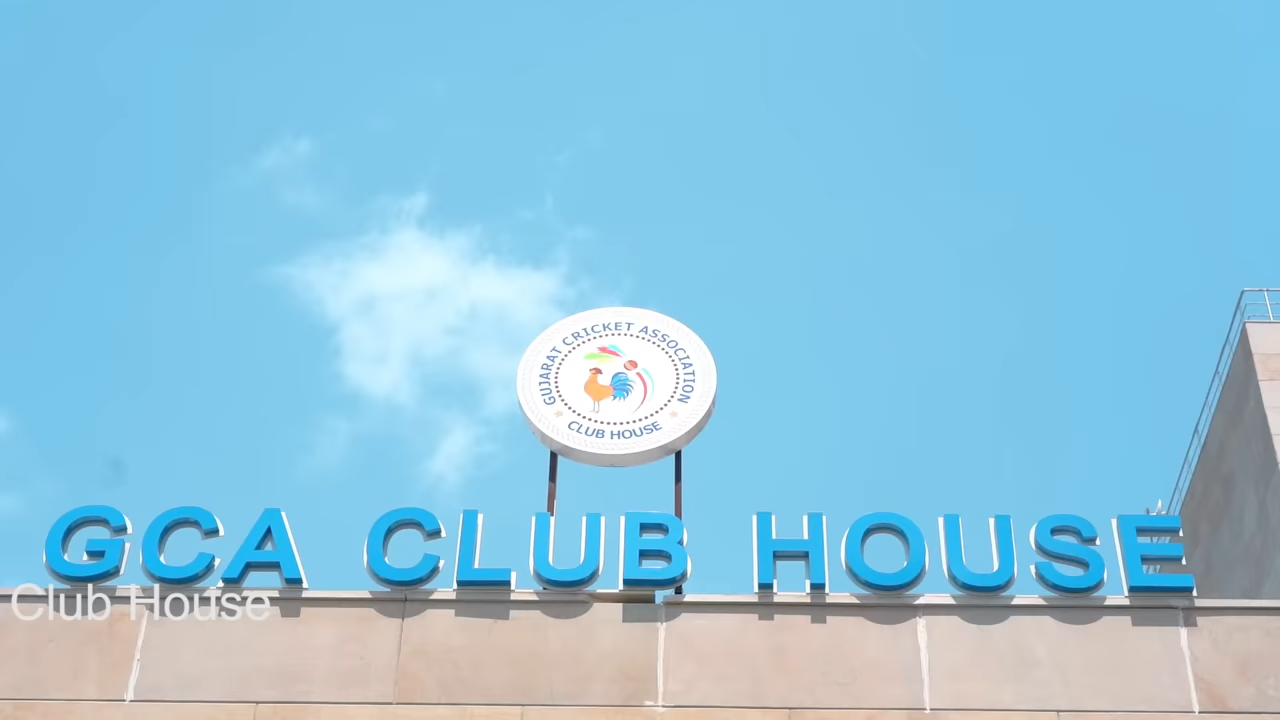 GUJARAT CRICKET ASSOCIATION
CLUB HOUSE
GCA CLUB HOUSE
Club House